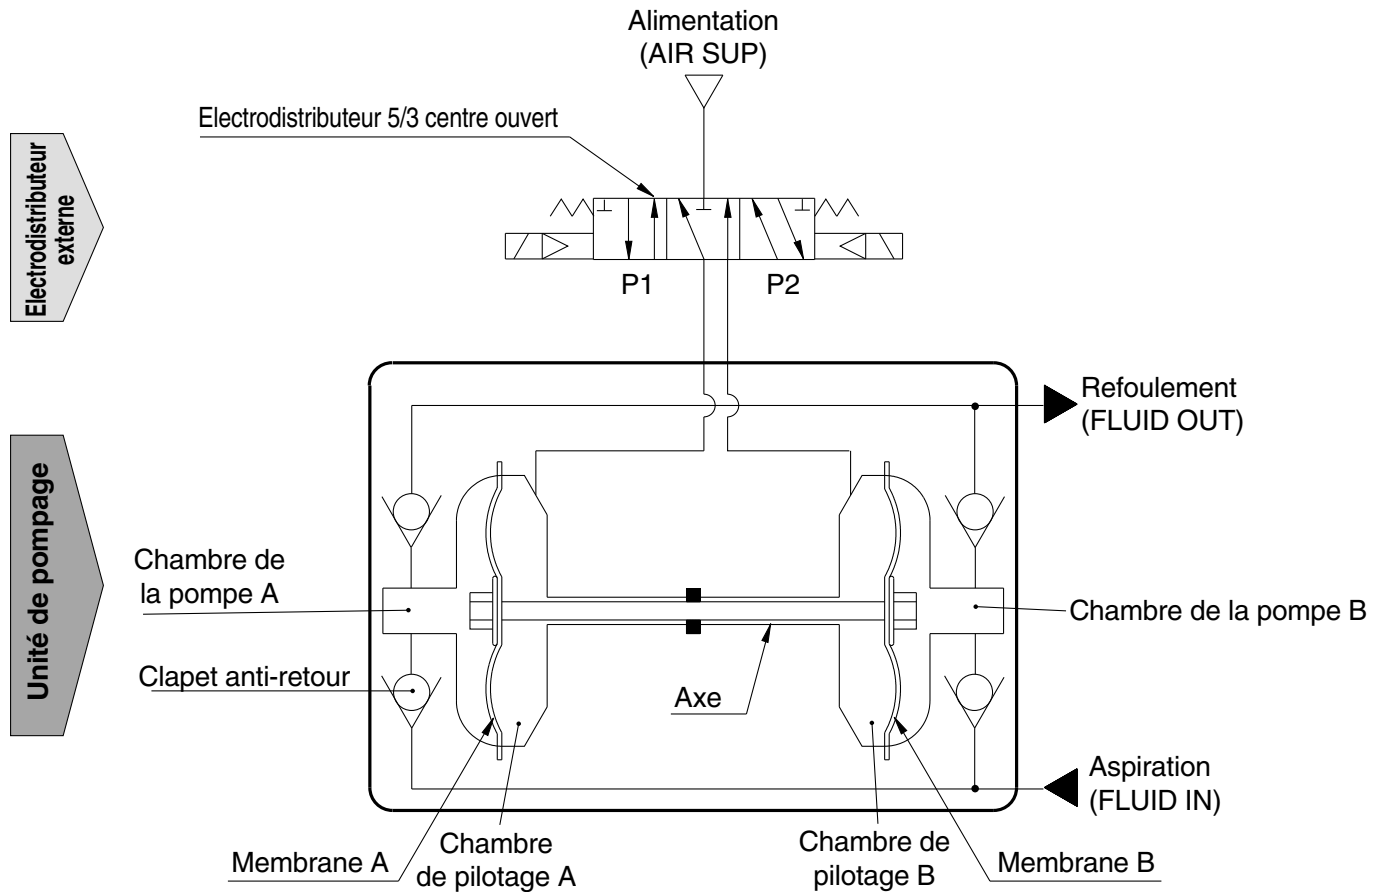 Alimentation
(AIR SUP)
Electrodistributeur 5/3 centre ouvert
Electrodistributeur
externe
P1
P2
Refoulement
(FLUID OUT)
Unité de pompage
Chambre de
la pompe A
Chambre de la pompe B
Clapet anti-retour
Axe
Aspiration
(FLUID IN)
Membrane A
Chambre
de pilotage A
Chambre de
pilotage B
Membrane B